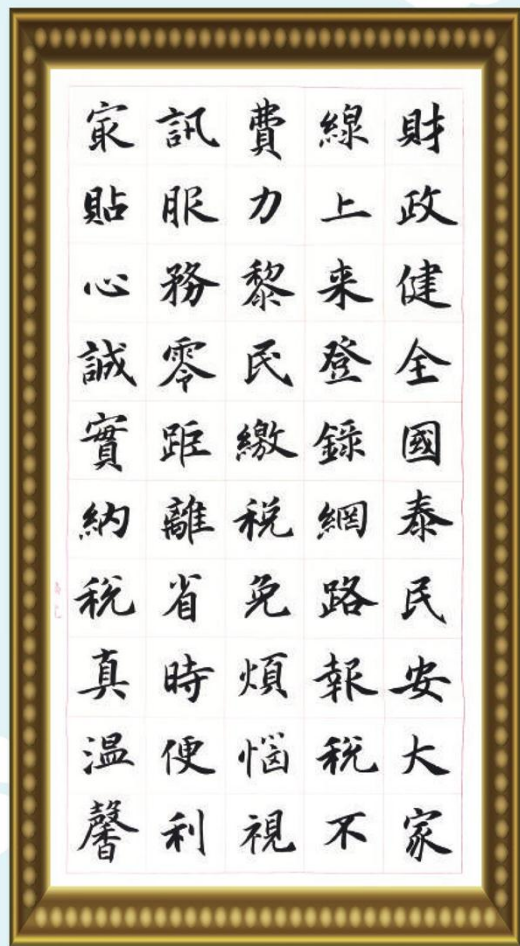 財政健全國泰民安大家
線上来登錄網路報稅不
費力黎民繳稅免煩惱視
訊服務零距離省時便利
㝡貼心誠實納稅真温馨